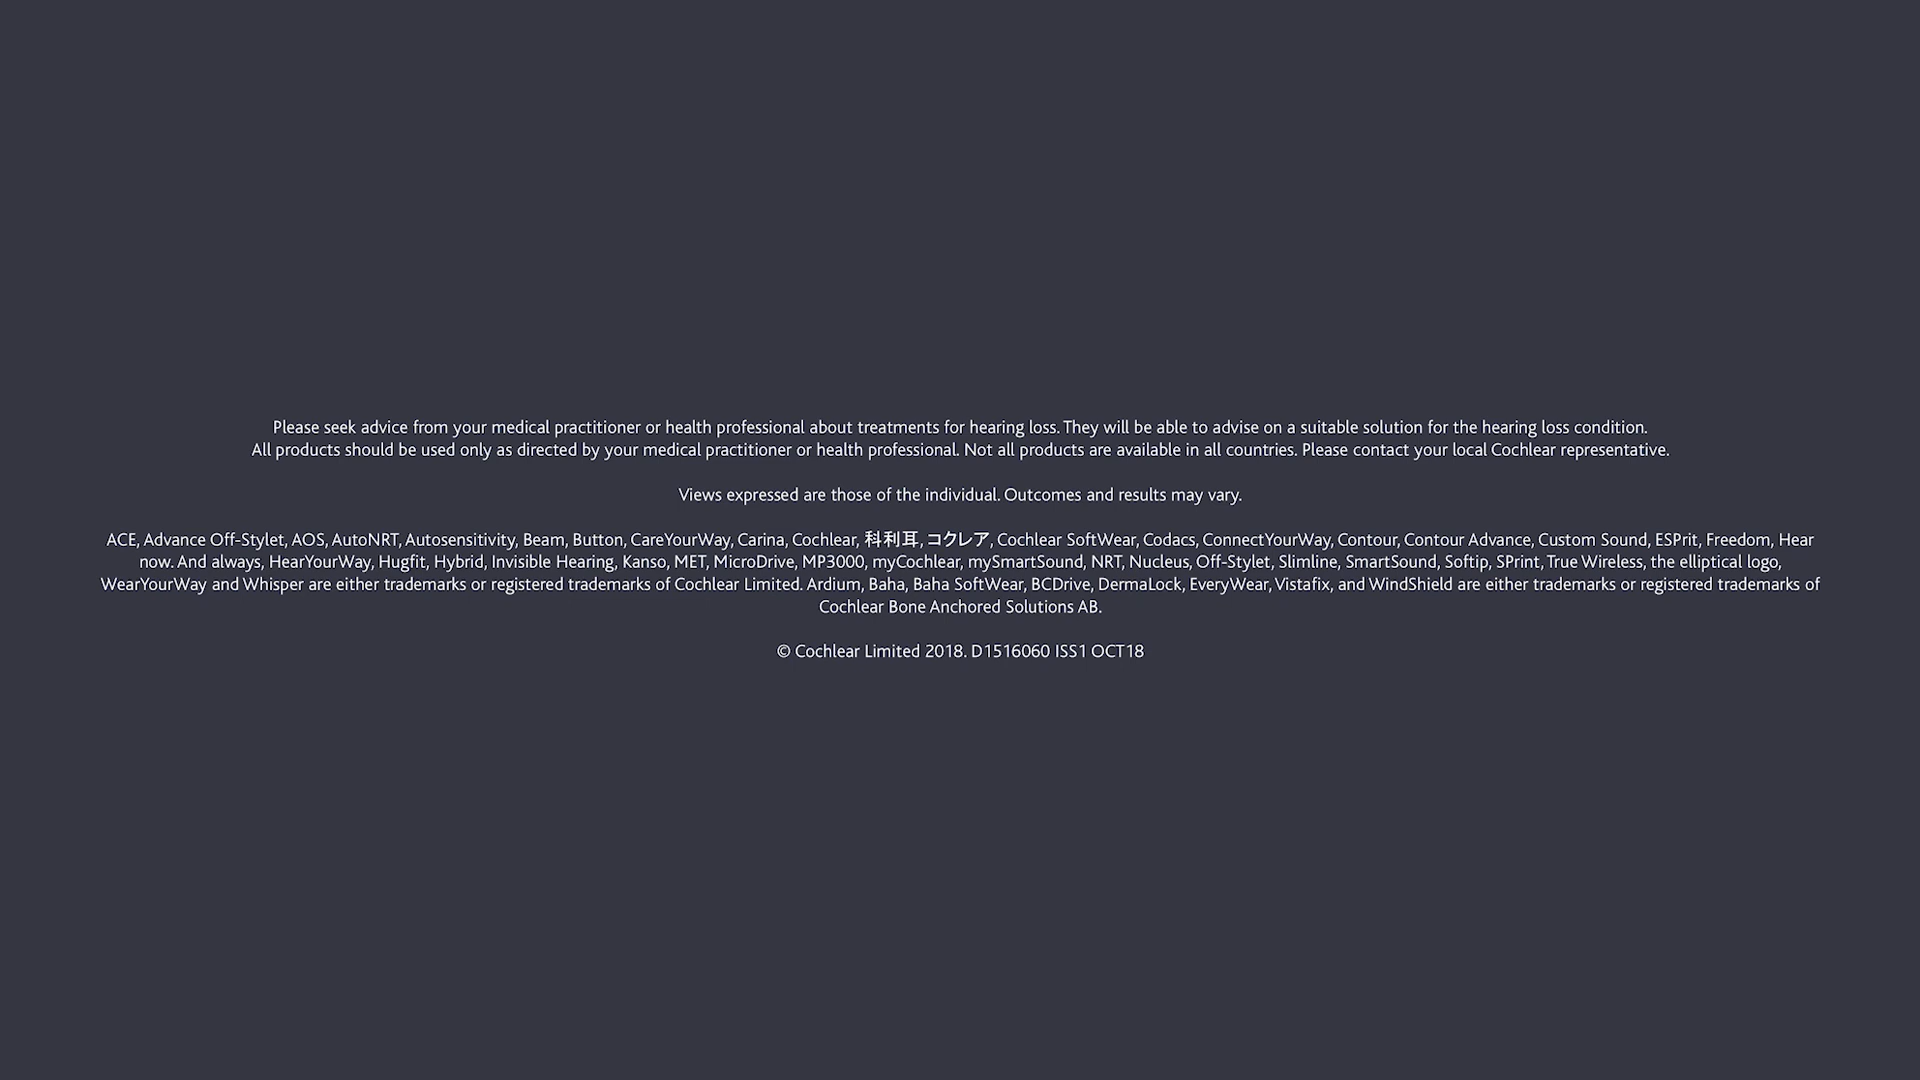 Please seek advice from your medical practitioner or health professional about treatments for hearing loss. They will be able to advise on a suitable solution for the hearing loss condition.
All products should be used only as directed by your medical practitioner or health professional. Not all products are available in all countries. Please contact your local Cochlear representative.
Views expressed are those of the individual. Outcomes and results may vary.
ACE, Advance Off-Stylet, AOS, AutoNRT, Autosensitivity, Beam, Button, CareYourWay, Carina, Cochlear, 科利耳, コクレア, Cochlear SoftWear, Codacs, ConnectYourWay, Contour, Contour Advance, Custom Sound, ESPrit, Freedom, Hear
now. And always, HearYourWay, Hugfit, Hybrid, Invisible Hearing, Kanso, MET, MicroDrive, MP3000, myCochlear, mySmartSound, NRT, Nucleus, Off-Stylet, Slimline, SmartSound, Softip, SPrint, True Wireless, the elliptical logo,
WearYourWay and Whisper are either trademarks or registered trademarks of Cochlear Limited. Ardium, Baha, Baha SoftWear, BCDrive, DermaLock, EveryWear, Vistafix, and WindShield are either trademarks or registered trademarks of
Cochlear Bone Anchored Solutions AB.
© Cochlear Limited 2018. D1516060 ISS1 OCT18